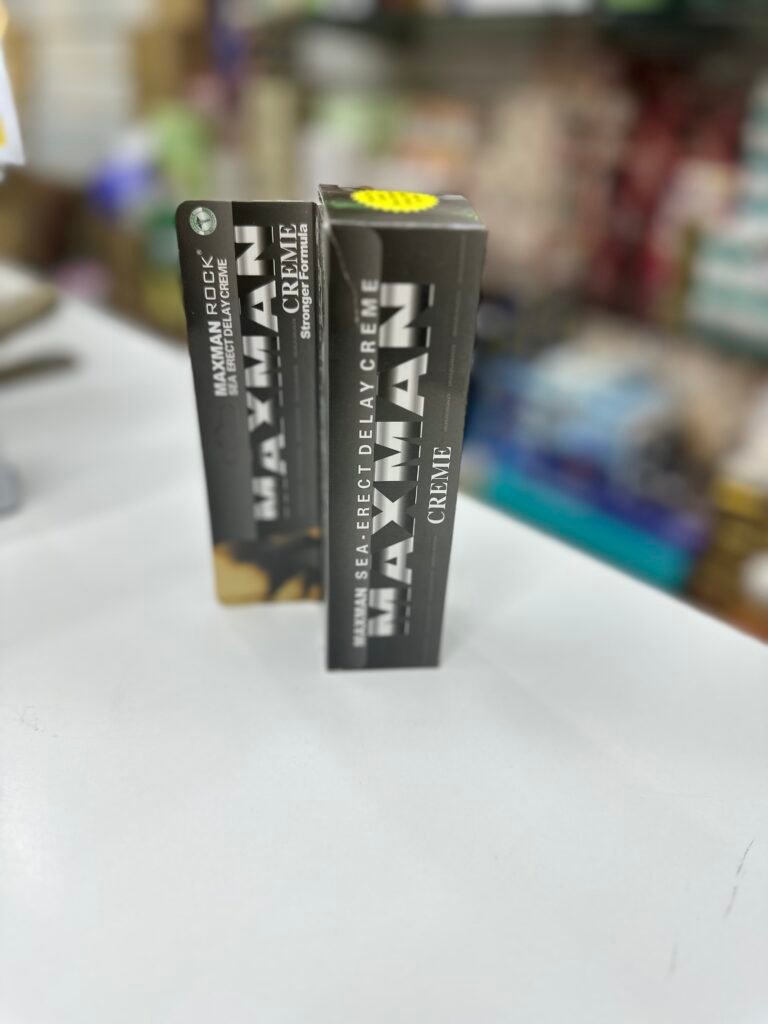 MAXMAN ROCK®
SEA ERECT DELAY CREME
MAXMAN
CREME
Stronger Formula
MAXMAN SEA-ERECT DELAY CREME
MAXMAN
CREME